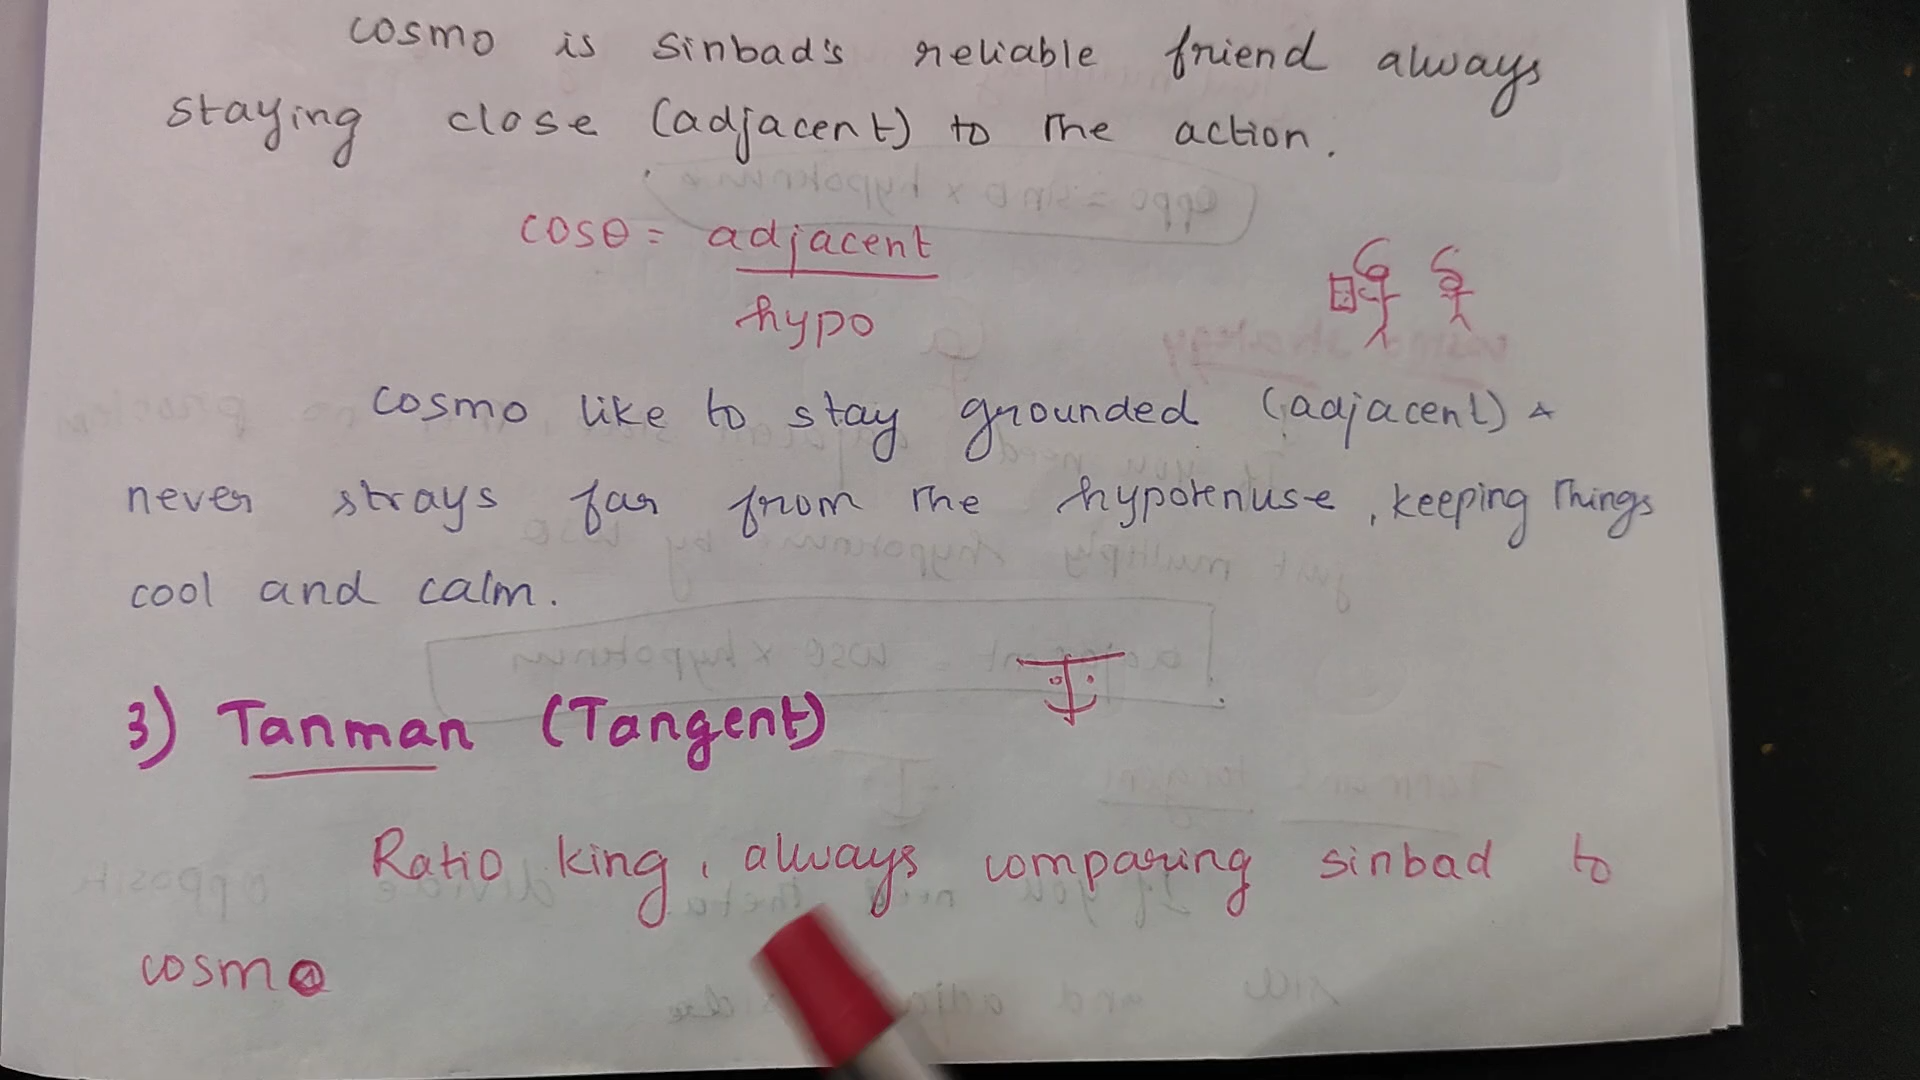 cosmo is sinbad's reliable friend always
staying close (adjacent) to the action.
cosθ = adjacent
hypo
cosmo like to stay grounded (adjacent) &
never strays far from the hypotenuse, keeping things
cool and calm.
3) Tanman (Tangent)
Ratio king, always comparing sinbad to
cosmo